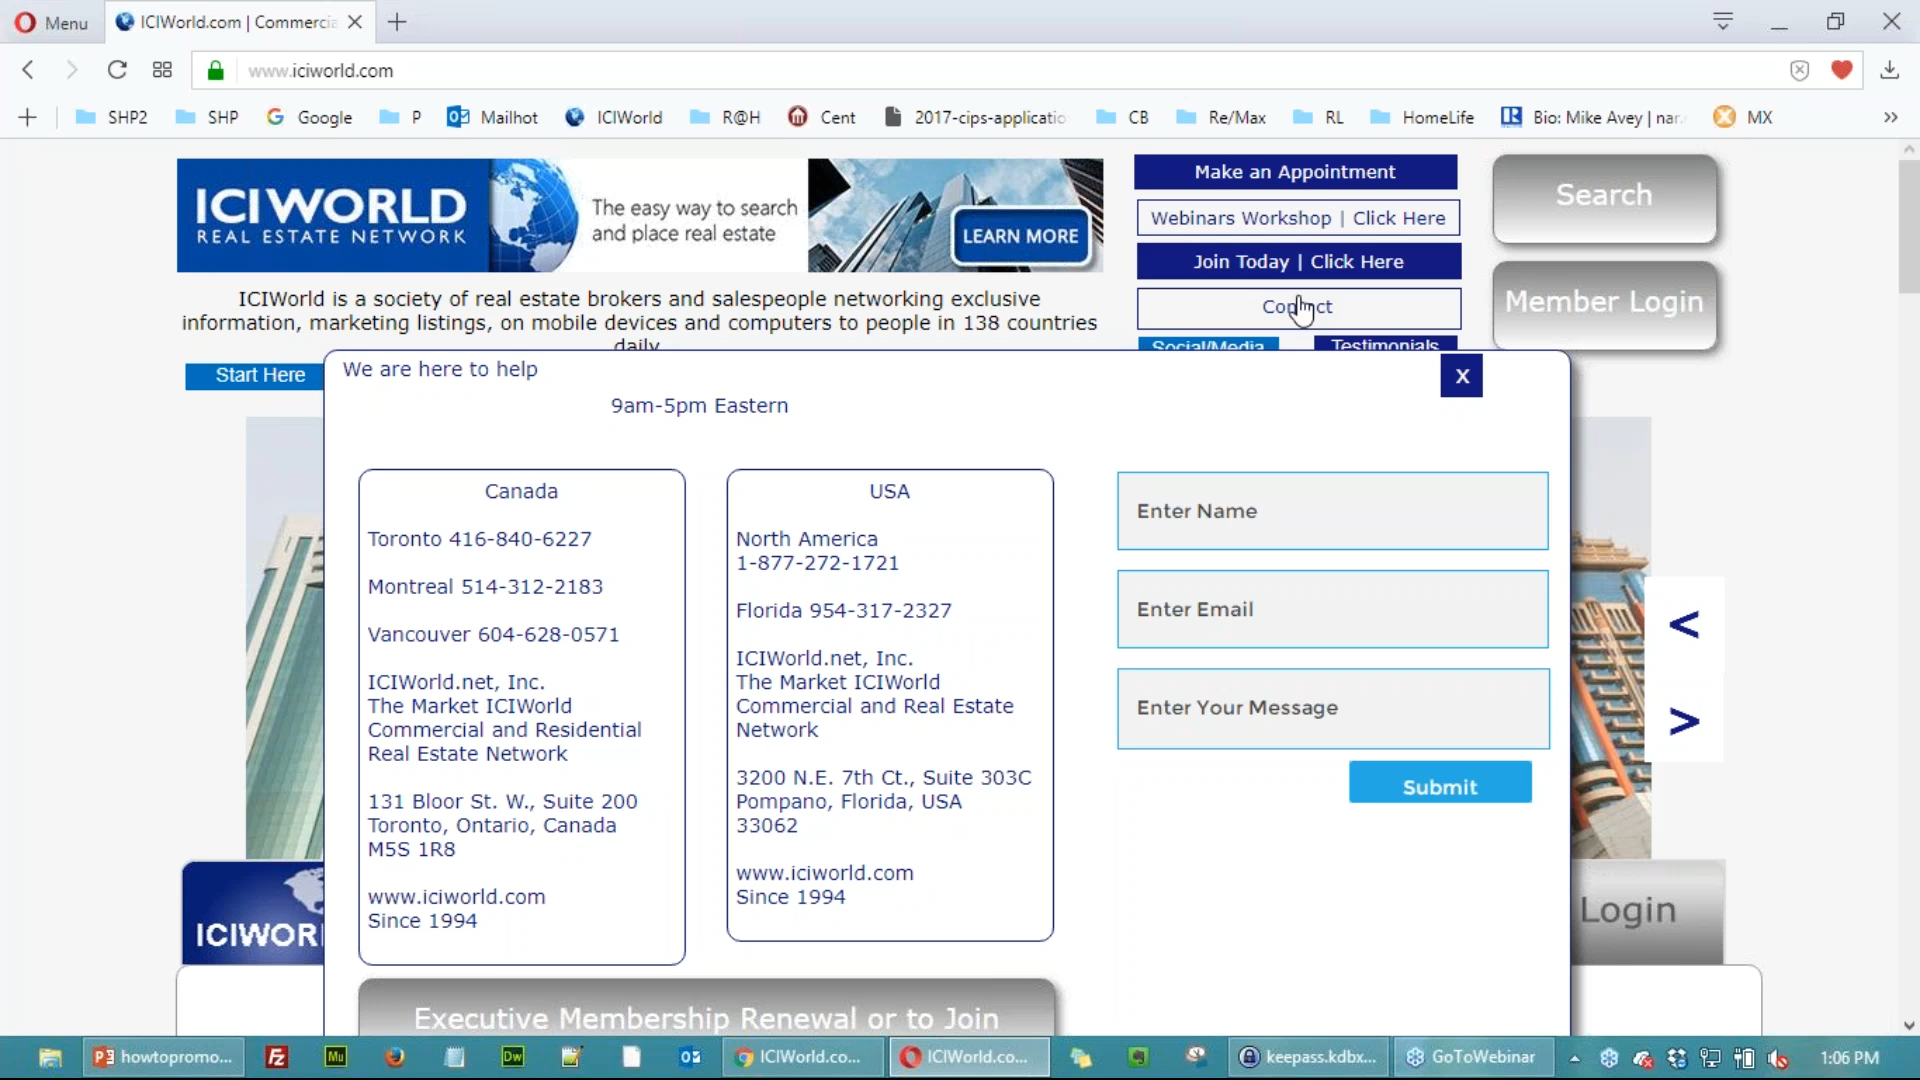 Menu
ICIWorld.com | Commercia
www.iciworld.com
SHP2
SHP
Google
P
Mailhot
ICIWorld
R@H
Cent
2017-cips-applicatio
CB
Re/Max
RL
HomeLife
Bio: Mike Avey | nar.
MX
ICIWORLD
REAL ESTATE NETWORK
The easy way to search
and place real estate
LEARN MORE
Make an Appointment
Webinars Workshop | Click Here
Join Today | Click Here
Search
Member Login
ICIWorld is a society of real estate brokers and salespeople networking exclusive
information, marketing listings, on mobile devices and computers to people in 138 countries
daily
Social/Media
Testimonials
Start Here
We are here to help
X
9am-5pm Eastern
Canada
Toronto 416-840-6227
Montreal 514-312-2183
Vancouver 604-628-0571
ICIWorld.net, Inc.
The Market ICIWorld
Commercial and Residential
Real Estate Network
131 Bloor St. W., Suite 200
Toronto, Ontario, Canada
M5S 1R8
www.iciworld.com
Since 1994
USA
North America
1-877-272-1721
Florida 954-317-2327
ICIWorld.net, Inc.
The Market ICIWorld
Commercial and Real Estate
Network
3200 N.E. 7th Ct., Suite 303C
Pompano, Florida, USA
33062
www.iciworld.com
Since 1994
Enter Name
Enter Email
Enter Your Message
Submit
<
>
ICIWOR
Login
Executive Membership Renewal or to Join
howtopromo...
Fz
Mu
Dw
ICIWorld.co...
ICIWorld.co...
keepass.kdbx...
GoToWebinar
1:06 PM